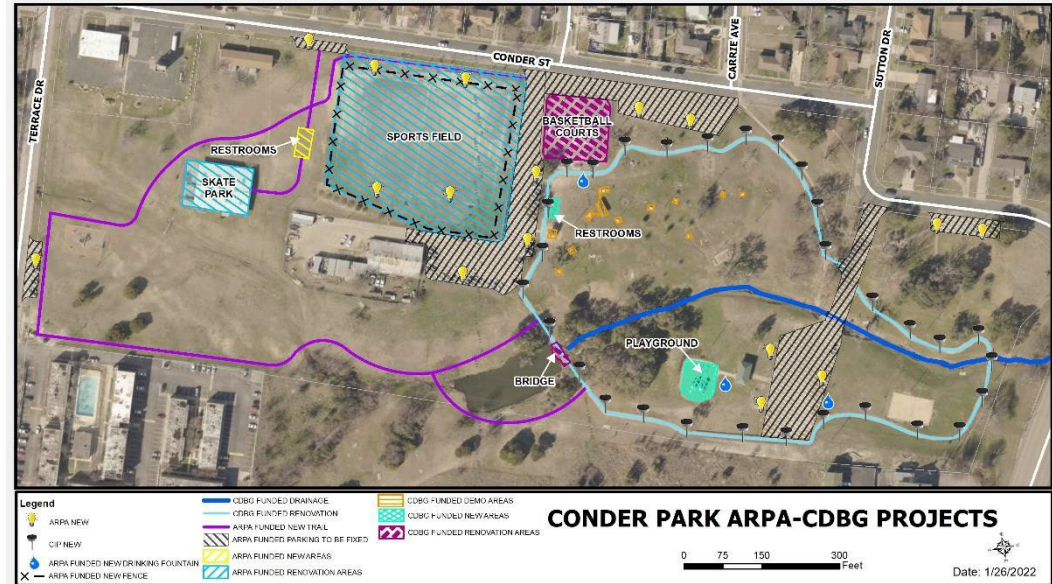 CONDER ST
CARRIE AVE
SUTTON DR
TERRACE DR
RESTROOMS
SPORTS FIELD
BASKETBALL
COURTS
SKATE
PARK
RESTROOMS
PLAYGROUND
BRIDGE
Legend
ARPA NEW
CIP NEW
ARPA FUNDED NEW DRINKING FOUNTAIN
ARPA FUNDED NEW FENCE
CDBG FUNDED DRAINAGE
CDBG FUNDED RENOVATION
ARPA FUNDED NEW TRAIL
ARPA FUNDED PARKING TO BE FIXED
ARPA FUNDED NEW AREAS
ARPA FUNDED RENOVATION AREAS
CDBG FUNDED DEMO AREAS
CDBG FUNDED NEW AREAS
CDBG FUNDED RENOVATION AREAS
CONDER PARK ARPA-CDBG PROJECTS
0 75 150 300
Feet
Date: 1/26/2022